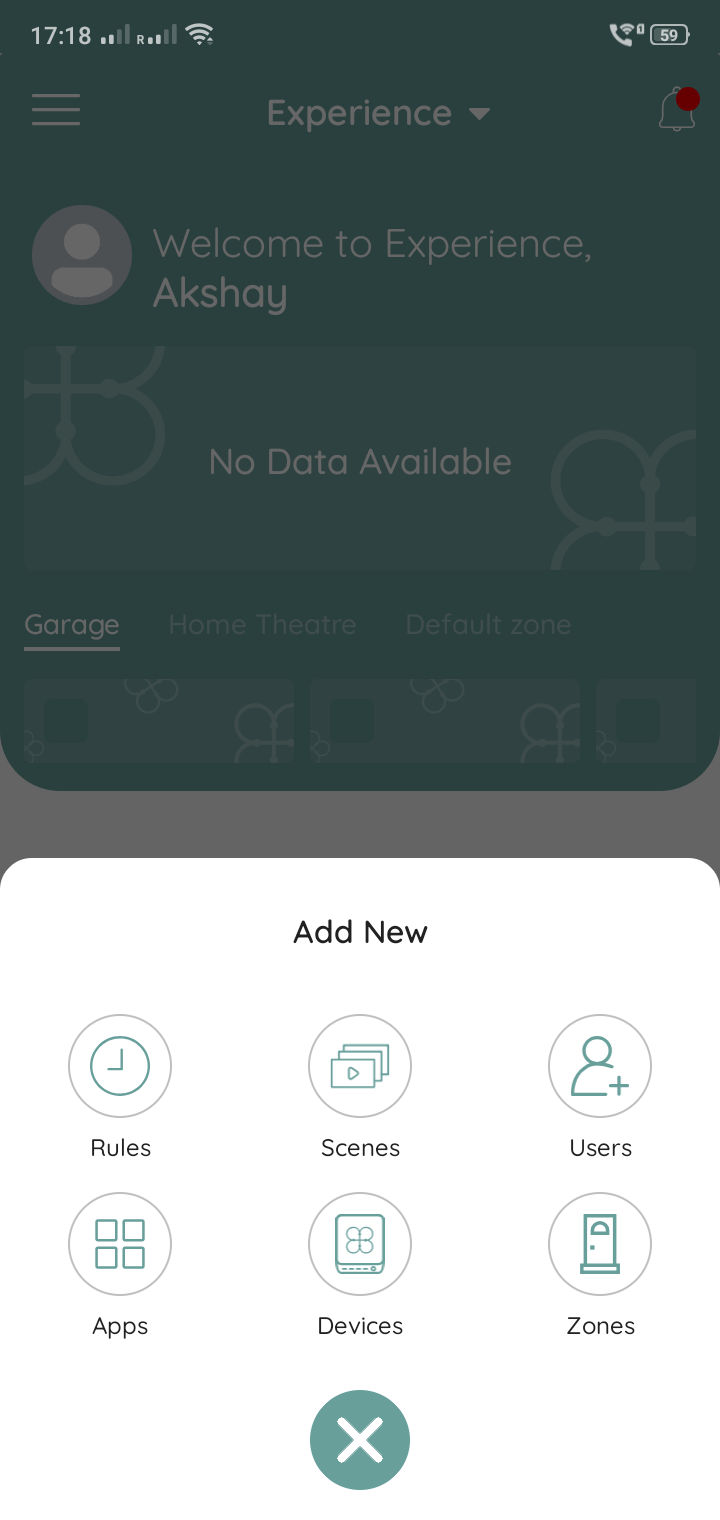 17:18 R 59
Experience
Welcome to Experience,
Akshay
No Data Available
Garage Home Theatre Default zone
Add New
Rules Scenes Users
Apps Devices Zones